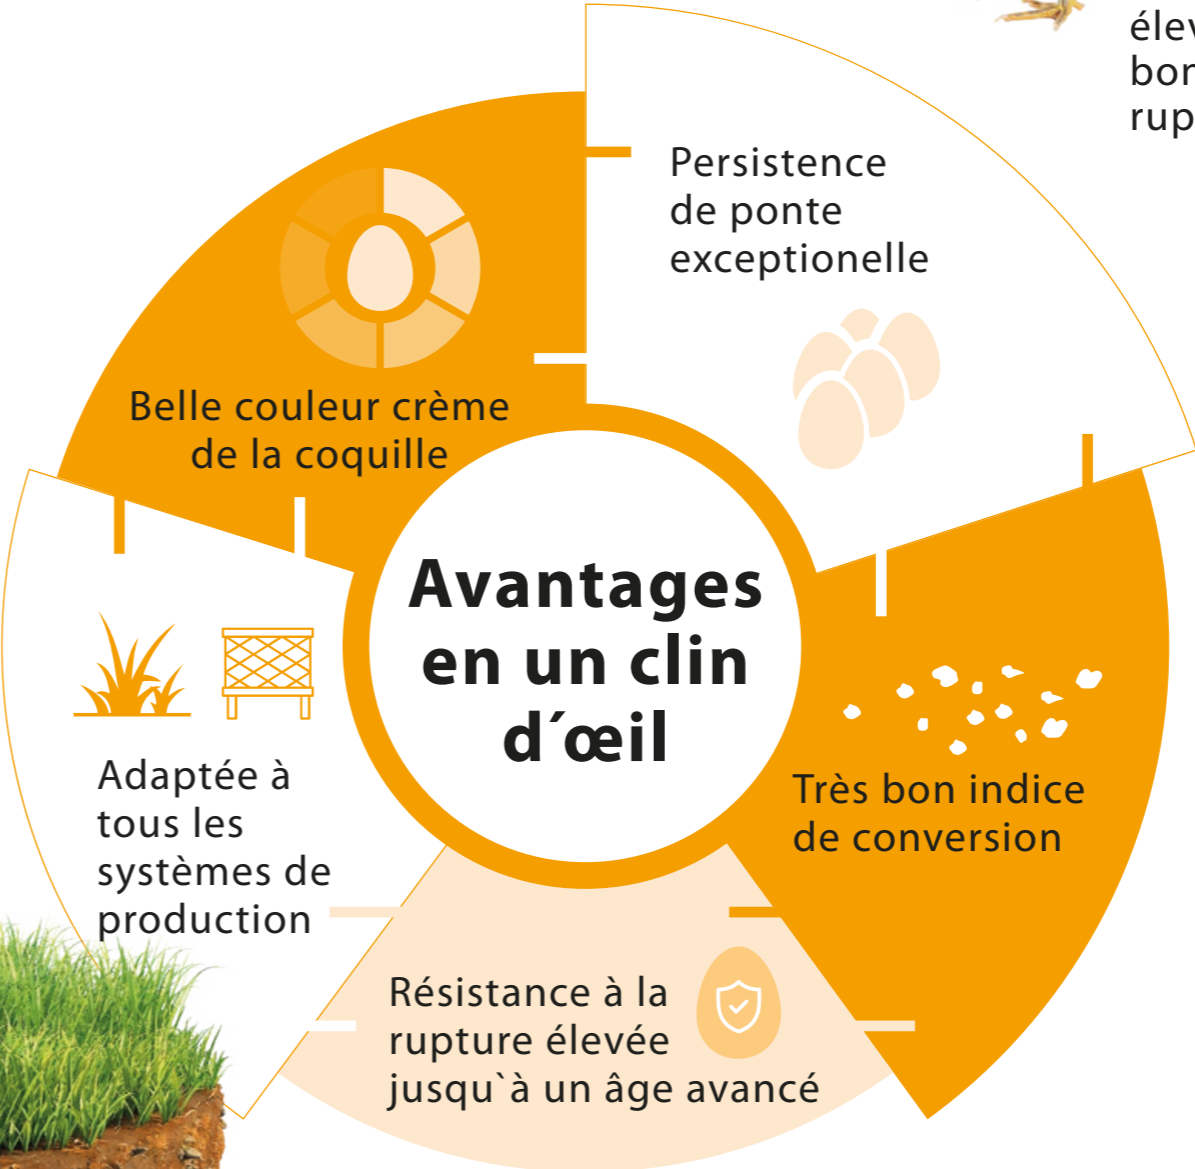 Persistence
de ponte
exceptionelle
Belle couleur crème
de la coquille
Avantages
en un clin
d´œil
Adaptée à
tous les
systèmes de
production
Très bon indice
de conversion
Résistance à la
rupture élevée
jusqu`à un âge avancé